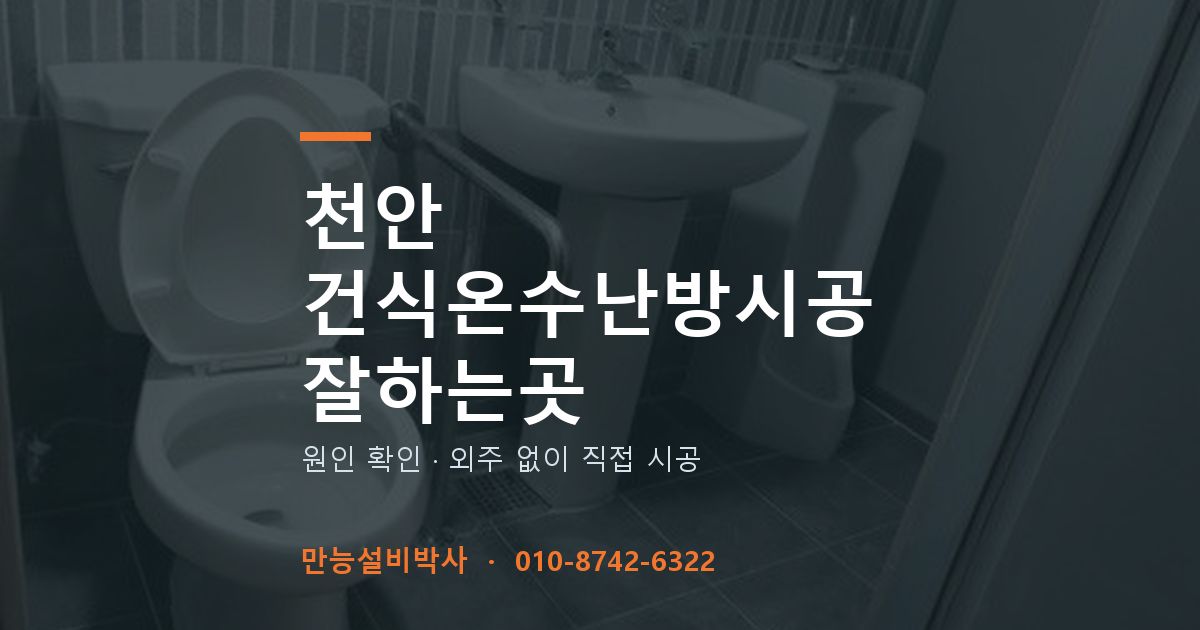 천안
건식온수난방시공
잘하는곳
원인 확인 · 외주 없이 직접 시공
만능설비박사 · 010-8742-6322